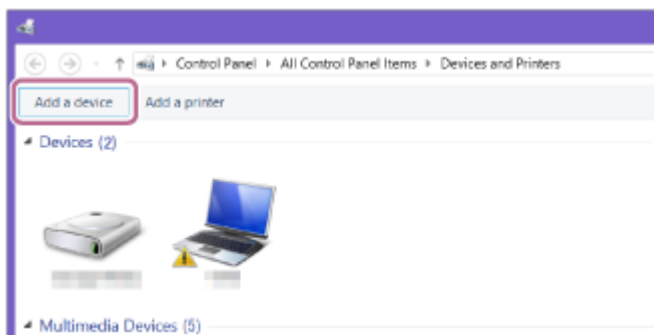 Control Panel All Control Panel Items Devices and Printers
Add a device Add a printer
Devices (2)
Multimedia Devices (5)